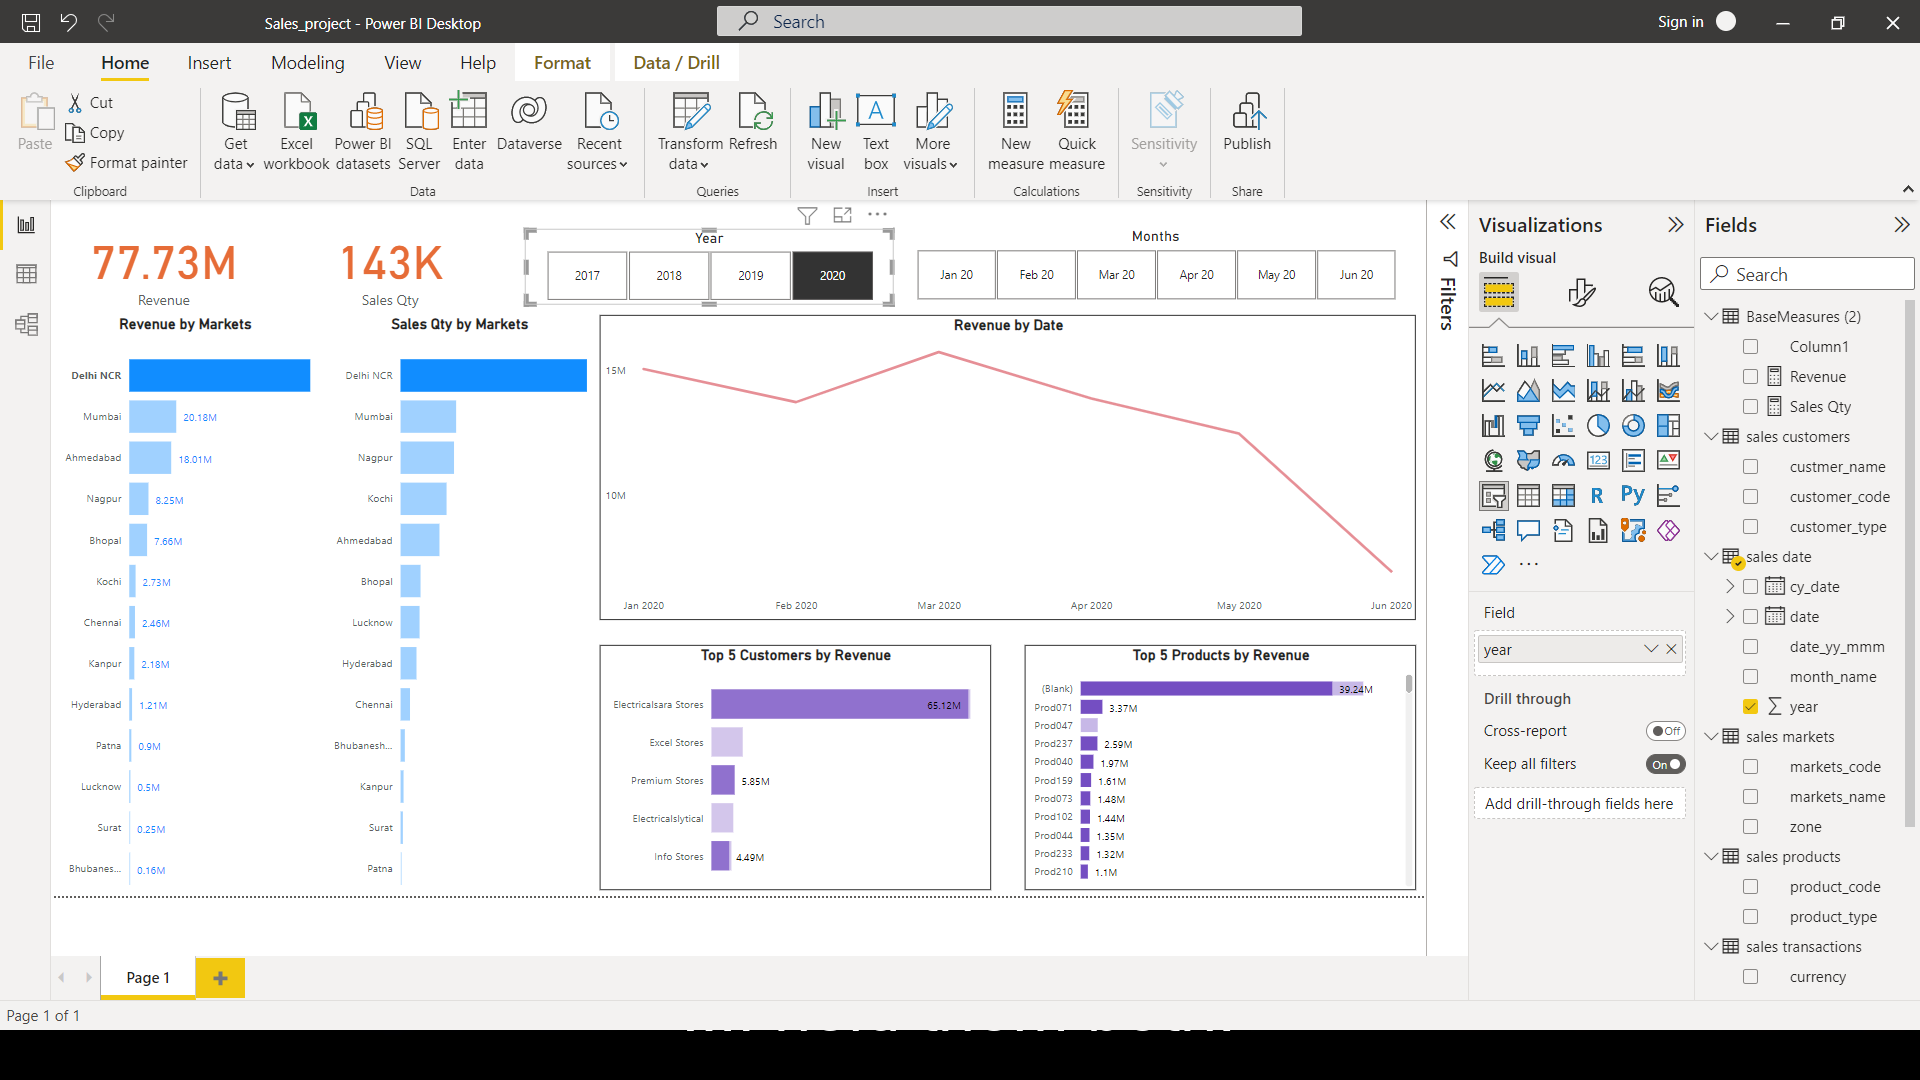 Sales_project - Power BI Desktop
Search
Sign in
File
Home
Insert
Modeling
View
Help
Format
Data / Drill
Paste
Cut
Copy
Format painter
Clipboard
Get data
Excel workbook
Power BI datasets
SQL Server
Enter data
Dataverse
Recent sources
Data
Transform data
Refresh
Queries
New visual
Text box
More visuals
Insert
New measure
Quick measure
Calculations
Sensitivity
Sensitivity
Publish
Share
77.73M
Revenue
143K
Sales Qty
Year
2017
2018
2019
2020
Months
Jan 20
Feb 20
Mar 20
Apr 20
May 20
Jun 20
Revenue by Markets
Delhi NCR
Mumbai 20.18M
Ahmedabad 18.01M
Nagpur 8.25M
Bhopal 7.66M
Kochi 2.73M
Chennai 2.46M
Kanpur 2.18M
Hyderabad 1.21M
Patna 0.9M
Lucknow 0.5M
Surat 0.25M
Bhubanes... 0.16M
Sales Qty by Markets
Delhi NCR
Mumbai
Nagpur
Kochi
Ahmedabad
Bhopal
Lucknow
Hyderabad
Chennai
Bhubanesh...
Kanpur
Surat
Patna
Revenue by Date
15M
10M
Jan 2020
Feb 2020
Mar 2020
Apr 2020
May 2020
Jun 2020
Top 5 Customers by Revenue
Electricalsara Stores 65.12M
Excel Stores
Premium Stores 5.85M
Electricalslytical
Info Stores 4.49M
Top 5 Products by Revenue
(Blank) 39.24M
Prod071 3.37M
Prod047
Prod237 2.59M
Prod040 1.97M
Prod159 1.61M
Prod073 1.48M
Prod102 1.44M
Prod044 1.35M
Prod233 1.32M
Prod210 1.1M
Filters
Visualizations
Build visual
123
R
Py
Field
year
Drill through
Cross-report
Off
Keep all filters
On
Add drill-through fields here
Fields
Search
BaseMeasures (2)
Column1
Revenue
Sales Qty
sales customers
custmer_name
customer_code
customer_type
sales date
cy_date
date
date_yy_mmm
month_name
year
sales markets
markets_code
markets_name
zone
sales products
product_code
product_type
sales transactions
currency
Page 1
Page 1 of 1